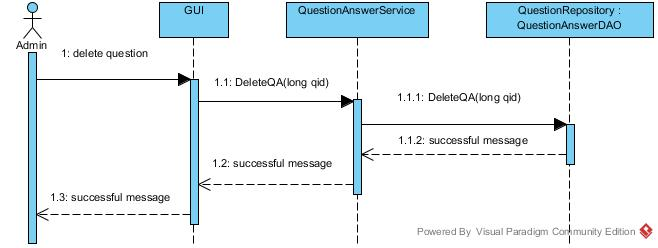 GUI
QuestionAnswerService
QuestionRepository :
QuestionAnswerDAO
Admin
1: delete question
1.1: DeleteQA(long qid)
1.1.1: DeleteQA(long qid)
1.1.2: successful message
1.2: successful message
1.3: successful message
Powered By Visual Paradigm Community Edition